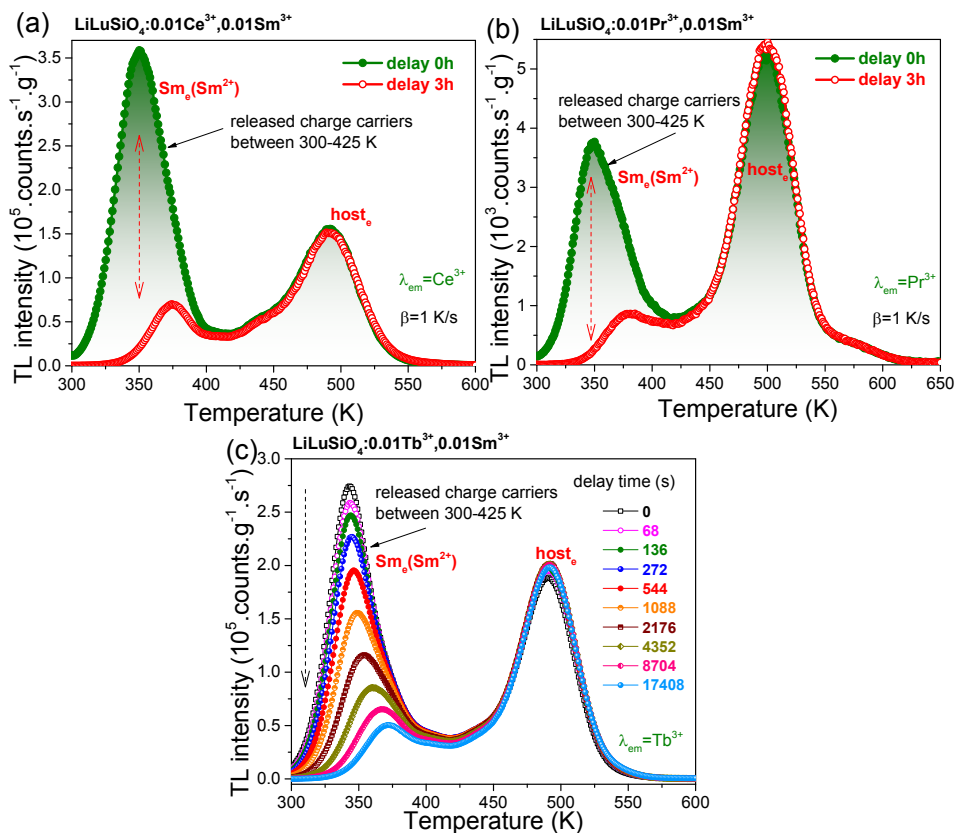 (a)
LiLuSiO₄:0.01Ce³⁺,0.01Sm³⁺
3.5
3.0
2.5
2.0
1.5
1.0
0.5
0.0
TL intensity (10⁵.counts.s⁻¹.g⁻¹)
delay 0h
delay 3h
Smₑ(Sm²⁺)
released charge carriers
between 300-425 K
hostₑ
λₑₘ=Ce³⁺
β=1 K/s
300 350 400 450 500 550 600
Temperature (K)
(b)
LiLuSiO₄:0.01Pr³⁺,0.01Sm³⁺
4
2
0
TL intensity (10³.counts.s⁻¹.g⁻¹)
delay 0h
delay 3h
released charge carriers
between 300-425 K
Smₑ(Sm²⁺)
hostₑ
λₑₘ=Pr³⁺
β=1 K/s
300 350 400 450 500 550 600 650
Temperature (K)
(c)
LiLuSiO₄:0.01Tb³⁺,0.01Sm³⁺
3.0
2.5
2.0
1.5
1.0
0.5
0.0
TL intensity (10⁵.counts.g⁻¹.s⁻¹)
released charge carriers
between 300-425 K
Smₑ(Sm²⁺)
hostₑ
delay time (s)
0
68
136
272
544
1088
2176
4352
8704
17408
λₑₘ=Tb³⁺
300 350 400 450 500 550 600
Temperature (K)